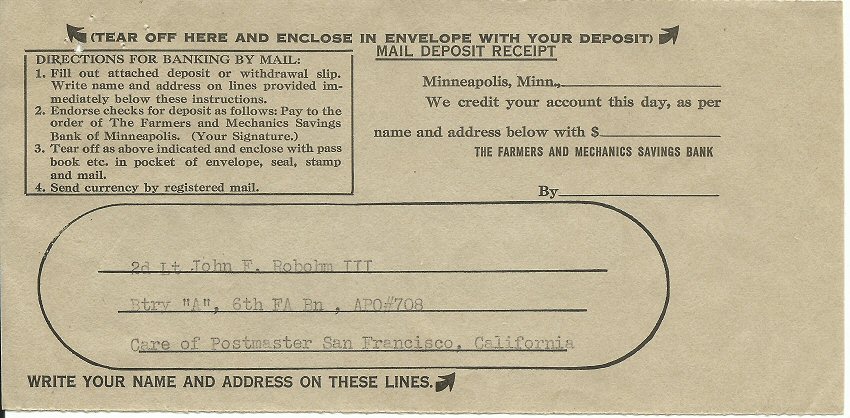 (TEAR OFF HERE AND ENCLOSE IN ENVELOPE WITH YOUR DEPOSIT)
DIRECTIONS FOR BANKING BY MAIL:
1. Fill out attached deposit or withdrawal slip.
Write name and address on lines provided im-
mediately below these instructions.
2. Endorse checks for deposit as follows: Pay to the
order of The Farmers and Mechanics Savings
Bank of Minneapolis. (Your Signature.)
3. Tear off as above indicated and enclose with pass
book etc. in pocket of envelope, seal, stamp
and mail.
4. Send currency by registered mail.
MAIL DEPOSIT RECEIPT
Minneapolis, Minn.,
We credit your account this day, as per
name and address below with $
THE FARMERS AND MECHANICS SAVINGS BANK
By
2d Lt John F. Robohm III
Btry "A", 6th FA Bn , APO#708
Care of Postmaster San Francisco, California
WRITE YOUR NAME AND ADDRESS ON THESE LINES.